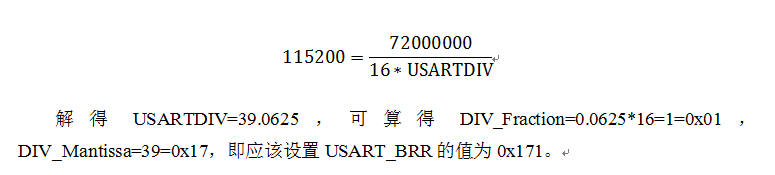 115200 = 72000000 / 16 * USARTDIV
解得 USARTDIV=39.0625，可算得 DIV_Fraction=0.0625*16=1=0x01，
DIV_Mantissa=39=0x17，即应该设置 USART_BRR 的值为 0x171。